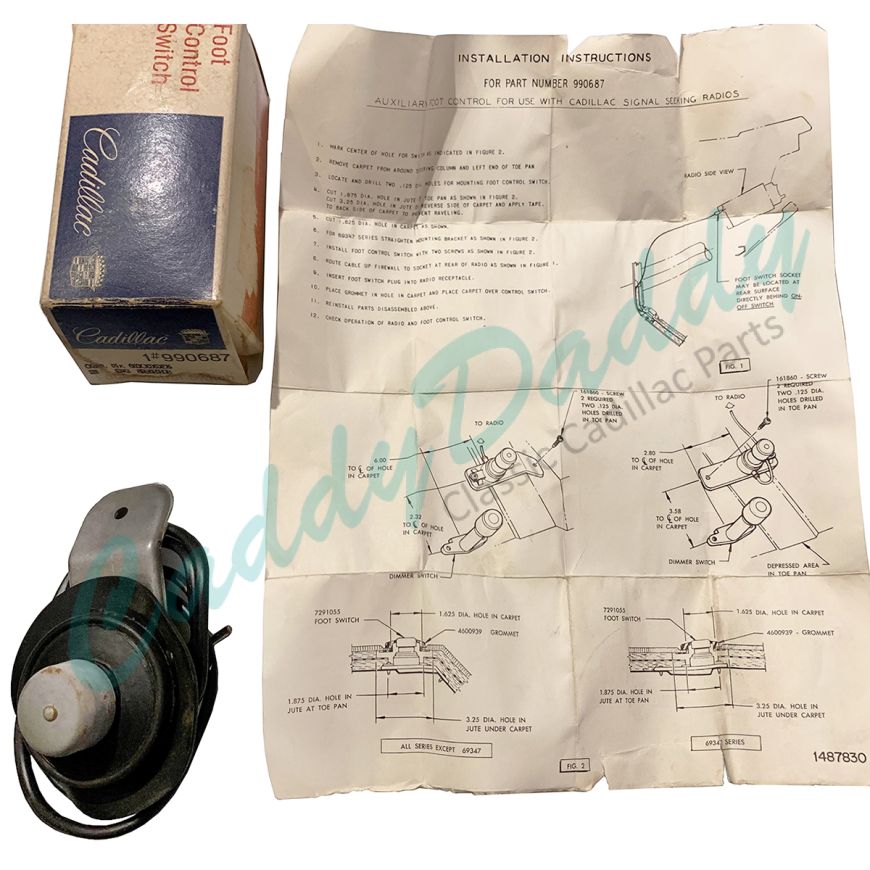 Foot
Control
Switch
Cadillac
Cadillac
1# 990687
INSTALLATION INSTRUCTIONS
FOR PART NUMBER 990687
AUXILIARY FOOT CONTROL FOR USE WITH CADILLAC SIGNAL SEEKING RADIOS
1. MARK CENTER OF HOLE FOR SWITCH AS INDICATED IN FIGURE 2.
2. REMOVE CARPET FROM AROUND STEERING COLUMN AND LEFT END OF TOE PAN
3. LOCATE AND DRILL TWO .125 DIA. HOLES FOR MOUNTING FOOT CONTROL SWITCH.
4. CUT 1.875 DIA. HOLE IN JUTE AT TOE PAN AS SHOWN IN FIGURE 2.
CUT 3.25 DIA. HOLE IN JUTE ON REVERSE SIDE OF CARPET AND APPLY TAPE.
TO BACK SIDE OF CARPET TO PREVENT RAVELING.
5. CUT 1.625 DIA. HOLE IN CARPET AS SHOWN.
6. FOR 69347 SERIES STRAIGHTEN MOUNTING BRACKET AS SHOWN IN FIGURE 2.
7. INSTALL FOOT CONTROL SWITCH WITH TWO SCREWS AS SHOWN IN FIGURE 2.
8. ROUTE CABLE UP FIREWALL TO SOCKET AT REAR OF RADIO AS SHOWN IN FIGURE 1.
9. INSERT FOOT SWITCH PLUG INTO RADIO RECEPTACLE.
10. PLACE GROMMET IN HOLE IN CARPET AND PLACE CARPET OVER CONTROL SWITCH.
11. REINSTALL PARTS DISASSEMBLED ABOVE.
12. CHECK OPERATION OF RADIO AND FOOT CONTROL SWITCH.
RADIO SIDE VIEW
FOOT SWITCH SOCKET
MAY BE LOCATED AT
REAR SURFACE
DIRECTLY BEHIND ON-
OFF SWITCH
FIG. 1
161860 - SCREW
2 REQUIRED
TWO .125 DIA.
HOLES DRILLED
IN TOE PAN
TO RADIO
6.00
TO ℄ OF HOLE
IN CARPET
2.32
TO ℄ OF HOLE
IN CARPET
DIMMER SWITCH
161860 - SCREW
2 REQUIRED
TWO .125 DIA.
HOLES DRILLED
IN TOE PAN
TO RADIO
2.80
TO ℄ OF HOLE
IN CARPET
3.58
TO ℄ OF HOLE
IN CARPET
DIMMER SWITCH
DEPRESSED AREA
IN TOE PAN
7291055
FOOT SWITCH
1.625 DIA. HOLE IN CARPET
4600939 - GROMMET
1.875 DIA. HOLE IN
JUTE AT TOE PAN
3.25 DIA. HOLE IN
JUTE UNDER CARPET
ALL SERIES EXCEPT 69347
7291055
FOOT SWITCH
1.625 DIA. HOLE IN CARPET
4600939 - GROMMET
1.875 DIA. HOLE IN
JUTE AT TOE PAN
3.25 DIA. HOLE IN
JUTE UNDER CARPET
69347 SERIES
FIG. 2
1487830
CaddyDaddy
Classic Cadillac Parts